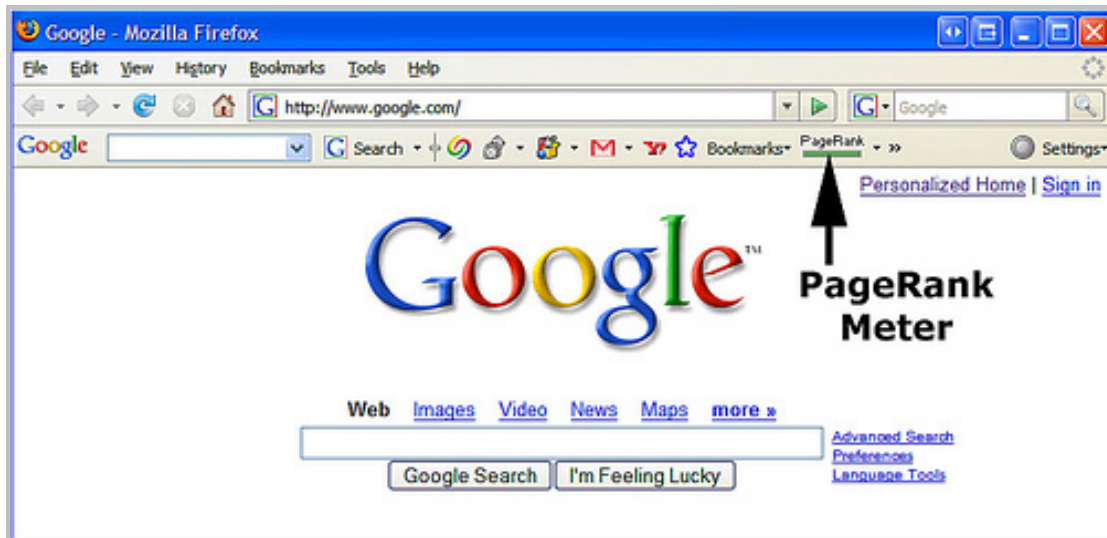 Google - Mozilla Firefox
File Edit View History Bookmarks Tools Help
G http://www.google.com/ G Google
Google G Search Bookmarks PageRank » Settings
Personalized Home | Sign in
Google™
PageRank
Meter
Web Images Video News Maps more »
Advanced Search
Preferences
Google Search I'm Feeling Lucky Language Tools